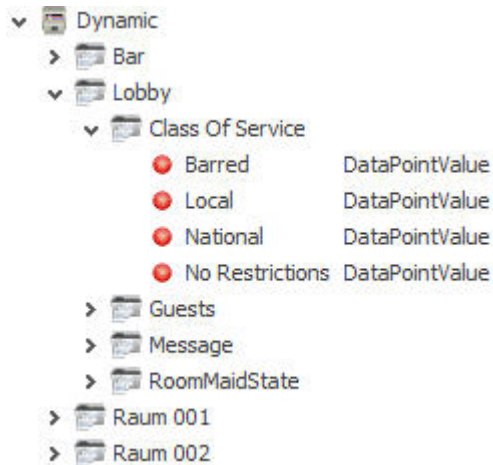 Dynamic
Bar
Lobby
Class Of Service
Barred DataPointValue
Local DataPointValue
National DataPointValue
No Restrictions DataPointValue
Guests
Message
RoomMaidState
Raum 001
Raum 002